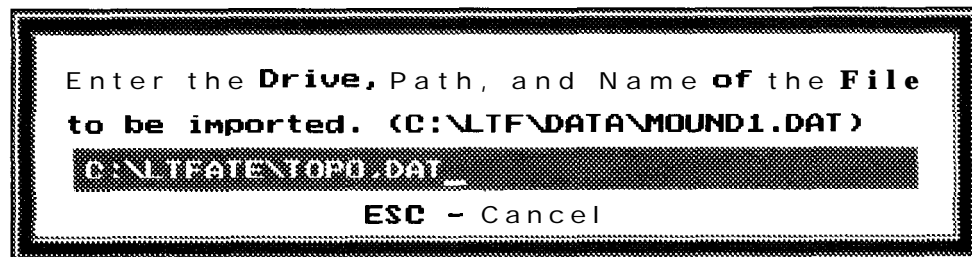 Enter the Drive, Path, and Name of the File
to be imported. (C:\LTF\DATA\MOUND1.DAT)
C:\LTFATE\TOPO.DAT_
ESC - Cancel